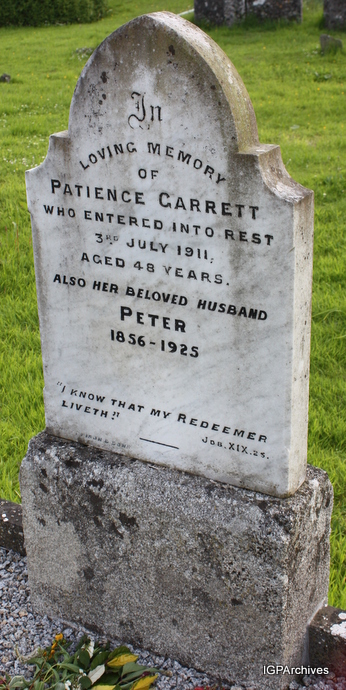 In
LOVING MEMORY
OF
PATIENCE GARRETT
WHO ENTERED INTO REST
3RD JULY 1911,
AGED 48 YEARS.
ALSO HER BELOVED HUSBAND
PETER
1856-1925
"I KNOW THAT MY REDEEMER
LIVETH."
JOB. XIX. 25.
IGPArchives